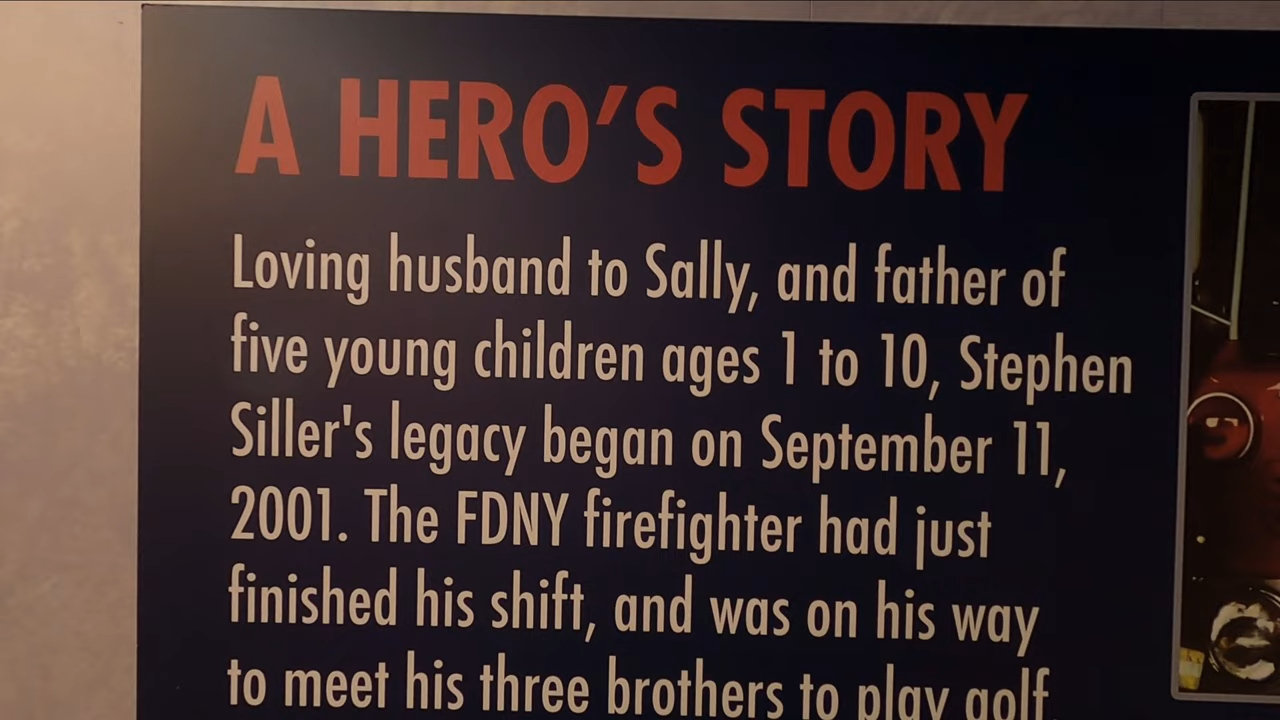 A HERO’S STORY
Loving husband to Sally, and father of
five young children ages 1 to 10, Stephen
Siller's legacy began on September 11,
2001. The FDNY firefighter had just
finished his shift, and was on his way
to meet his three brothers to play golf